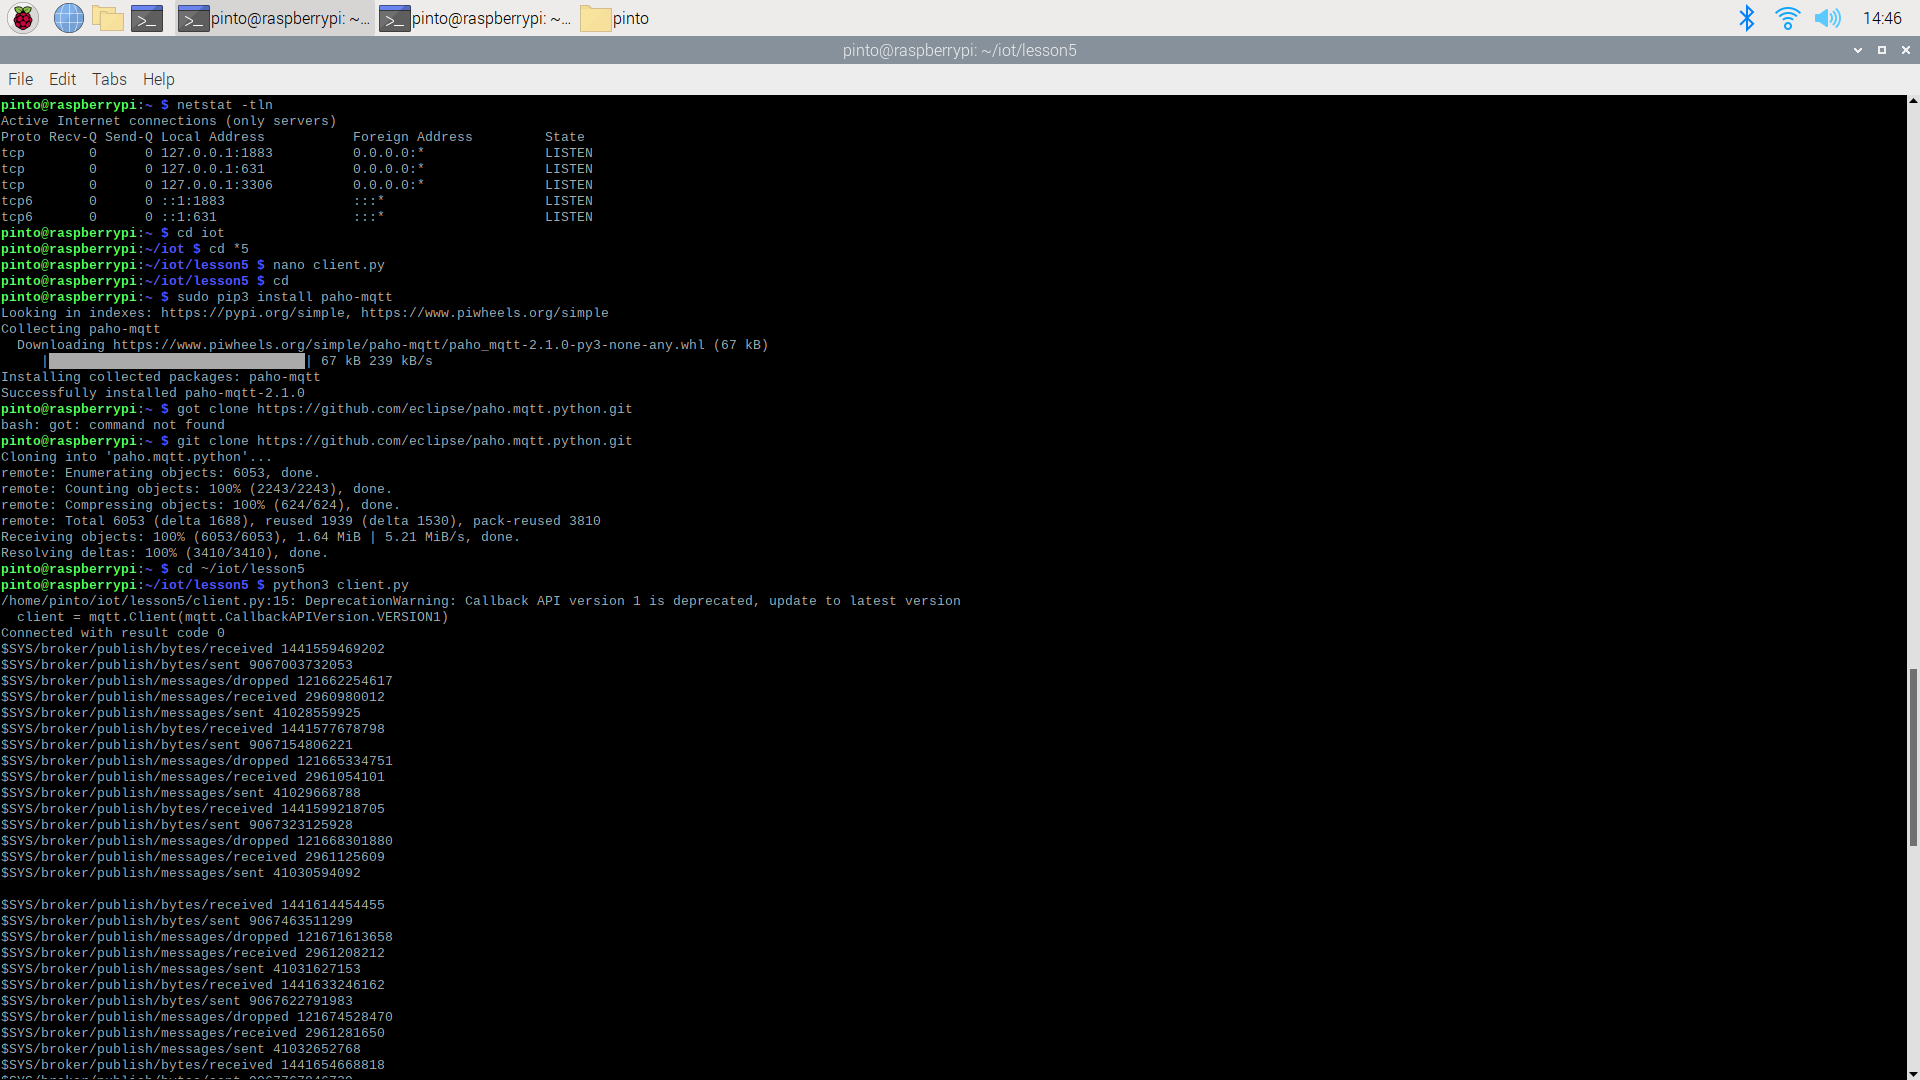 pinto@raspberrypi: ~... pinto@raspberrypi: ~... pinto 14:46
pinto@raspberrypi: ~/iot/lesson5
File Edit Tabs Help
pinto@raspberrypi:~ $ netstat -tln
Active Internet connections (only servers)
Proto Recv-Q Send-Q Local Address           Foreign Address         State
tcp        0      0 127.0.0.1:1883          0.0.0.0:*               LISTEN
tcp        0      0 127.0.0.1:631           0.0.0.0:*               LISTEN
tcp        0      0 127.0.0.1:3306          0.0.0.0:*               LISTEN
tcp6       0      0 ::1:1883                :::*                    LISTEN
tcp6       0      0 ::1:631                 :::*                    LISTEN
pinto@raspberrypi:~ $ cd iot
pinto@raspberrypi:~/iot $ cd *5
pinto@raspberrypi:~/iot/lesson5 $ nano client.py
pinto@raspberrypi:~/iot/lesson5 $ cd
pinto@raspberrypi:~ $ sudo pip3 install paho-mqtt
Looking in indexes: https://pypi.org/simple, https://www.piwheels.org/simple
Collecting paho-mqtt
  Downloading https://www.piwheels.org/simple/paho-mqtt/paho_mqtt-2.1.0-py3-none-any.whl (67 kB)
| | 67 kB 239 kB/s
Installing collected packages: paho-mqtt
Successfully installed paho-mqtt-2.1.0
pinto@raspberrypi:~ $ got clone https://github.com/eclipse/paho.mqtt.python.git
bash: got: command not found
pinto@raspberrypi:~ $ git clone https://github.com/eclipse/paho.mqtt.python.git
Cloning into 'paho.mqtt.python'...
remote: Enumerating objects: 6053, done.
remote: Counting objects: 100% (2243/2243), done.
remote: Compressing objects: 100% (624/624), done.
remote: Total 6053 (delta 1688), reused 1939 (delta 1530), pack-reused 3810
Receiving objects: 100% (6053/6053), 1.64 MiB | 5.21 MiB/s, done.
Resolving deltas: 100% (3410/3410), done.
pinto@raspberrypi:~ $ cd ~/iot/lesson5
pinto@raspberrypi:~/iot/lesson5 $ python3 client.py
/home/pinto/iot/lesson5/client.py:15: DeprecationWarning: Callback API version 1 is deprecated, update to latest version
  client = mqtt.Client(mqtt.CallbackAPIVersion.VERSION1)
Connected with result code 0
$SYS/broker/publish/bytes/received 1441559469202
$SYS/broker/publish/bytes/sent 9067003732053
$SYS/broker/publish/messages/dropped 121662254617
$SYS/broker/publish/messages/received 2960980012
$SYS/broker/publish/messages/sent 41028559925
$SYS/broker/publish/bytes/received 1441577678798
$SYS/broker/publish/bytes/sent 9067154806221
$SYS/broker/publish/messages/dropped 121665334751
$SYS/broker/publish/messages/received 2961054101
$SYS/broker/publish/messages/sent 41029668788
$SYS/broker/publish/bytes/received 1441599218705
$SYS/broker/publish/bytes/sent 9067323125928
$SYS/broker/publish/messages/dropped 121668301880
$SYS/broker/publish/messages/received 2961125609
$SYS/broker/publish/messages/sent 41030594092
$SYS/broker/publish/bytes/received 1441614454455
$SYS/broker/publish/bytes/sent 9067463511299
$SYS/broker/publish/messages/dropped 121671613658
$SYS/broker/publish/messages/received 2961208212
$SYS/broker/publish/messages/sent 41031627153
$SYS/broker/publish/bytes/received 1441633246162
$SYS/broker/publish/bytes/sent 9067622791983
$SYS/broker/publish/messages/dropped 121674528470
$SYS/broker/publish/messages/received 2961281650
$SYS/broker/publish/messages/sent 41032652768
$SYS/broker/publish/bytes/received 1441654668818